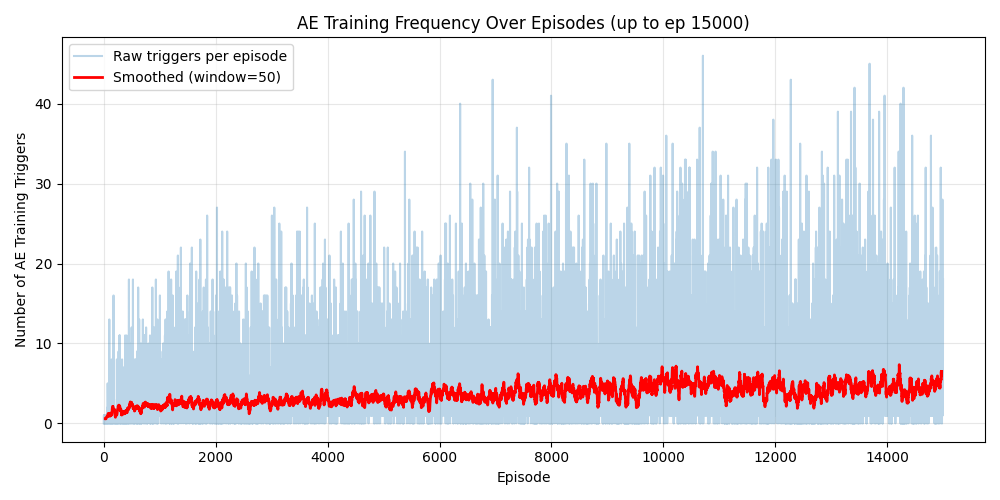 AE Training Frequency Over Episodes (up to ep 15000)
Raw triggers per episode
Smoothed (window=50)
Number of AE Training Triggers
40
30
20
10
0
0 2000 4000 6000 8000 10000 12000 14000
Episode